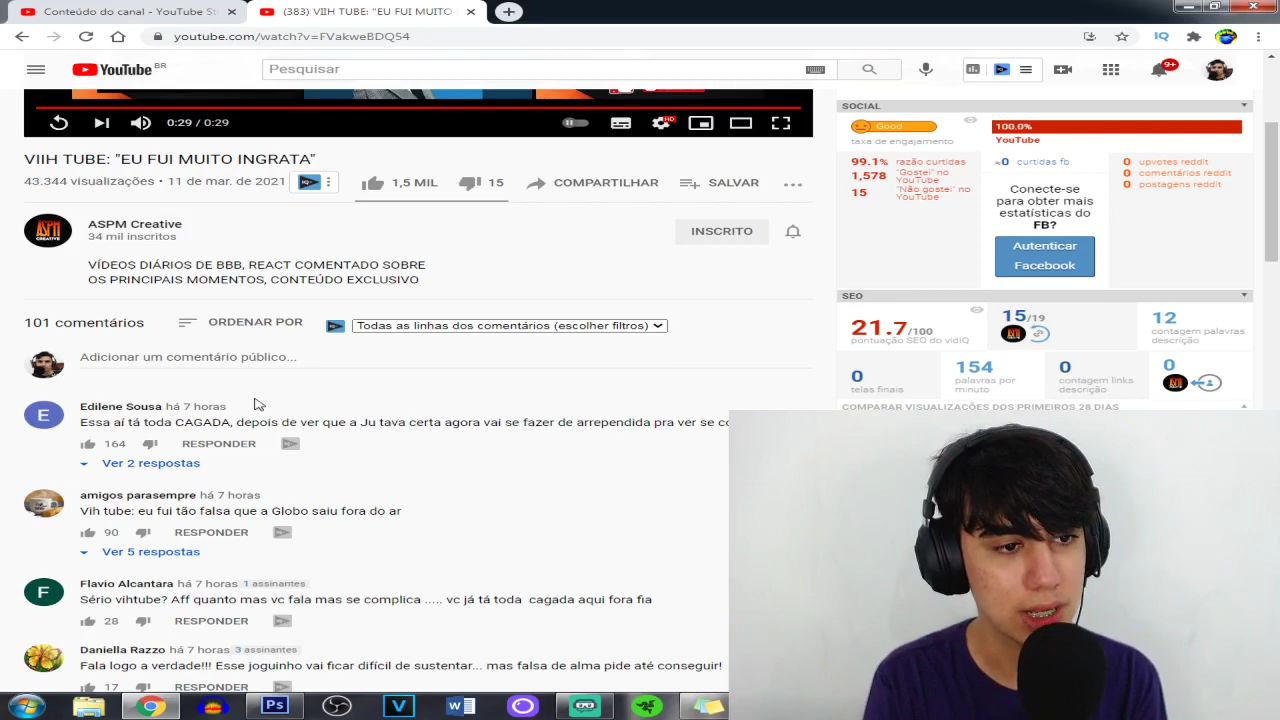 Conteúdo do canal - YouTube St
(383) VIIH TUBE: "EU FUI MUITO
youtube.com/watch?v=FVakweBDQ54
IQ
YouTube BR
Pesquisar
9+
0:29 / 0:29
HD
VIIH TUBE: "EU FUI MUITO INGRATA"
43.344 visualizações · 11 de mar. de 2021
1,5 MIL
15
COMPARTILHAR
SALVAR
ASPM CREATIVE
ASPM Creative
34 mil inscritos
INSCRITO
VÍDEOS DIÁRIOS DE BBB, REACT COMENTADO SOBRE
OS PRINCIPAIS MOMENTOS, CONTEÚDO EXCLUSIVO
101 comentários
ORDENAR POR
Todas as linhas dos comentários (escolher filtros)
Adicionar um comentário público...
E
Edilene Sousa há 7 horas
Essa aí tá toda CAGADA, depois de ver que a Ju tava certa agora vai se fazer de arrependida pra ver se co
164
RESPONDER
Ver 2 respostas
amigos parasempre há 7 horas
Vih tube: eu fui tão falsa que a Globo saiu fora do ar
90
RESPONDER
Ver 5 respostas
F
Flavio Alcantara há 7 horas 1 assinantes
Sério vihtube? Aff quanto mas vc fala mas se complica ..... vc já tá toda cagada aqui fora fia
28
RESPONDER
Daniella Razzo há 7 horas 3 assinantes
Fala logo a verdade!!! Esse joguinho vai ficar difícil de sustentar... mas falsa de alma pide até conseguir!
17
RESPONDER
SOCIAL
Good
taxa de engajamento
100.0%
YouTube
99.1% razão curtidas
1,578 "Gostei" no YouTube
15 "Não gostei" no YouTube
0 curtidas fb
Conecte-se
para obter mais
estatísticas do
FB?
Autenticar
Facebook
0 upvotes reddit
0 comentários reddit
0 postagens reddit
SEO
21.7/100
pontuação SEO do vidIQ
15/19
12
contagem palavras
descrição
0
telas finais
154
palavras por
minuto
0
contagem links
descrição
0
COMPARAR VISUALIZAÇÕES DOS PRIMEIROS 28 DIAS
Ps
V
W